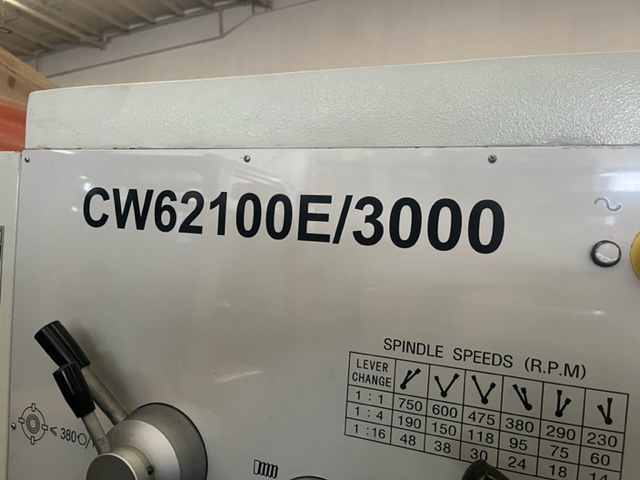 CW62100E/3000
SPINDLE SPEEDS (R.P.M)
LEVER
CHANGE
1:1 750 600 475 380 290 230
1:4 190 150 118 95 75 60
1:16 48 38 30 24 18 14
≤ 380